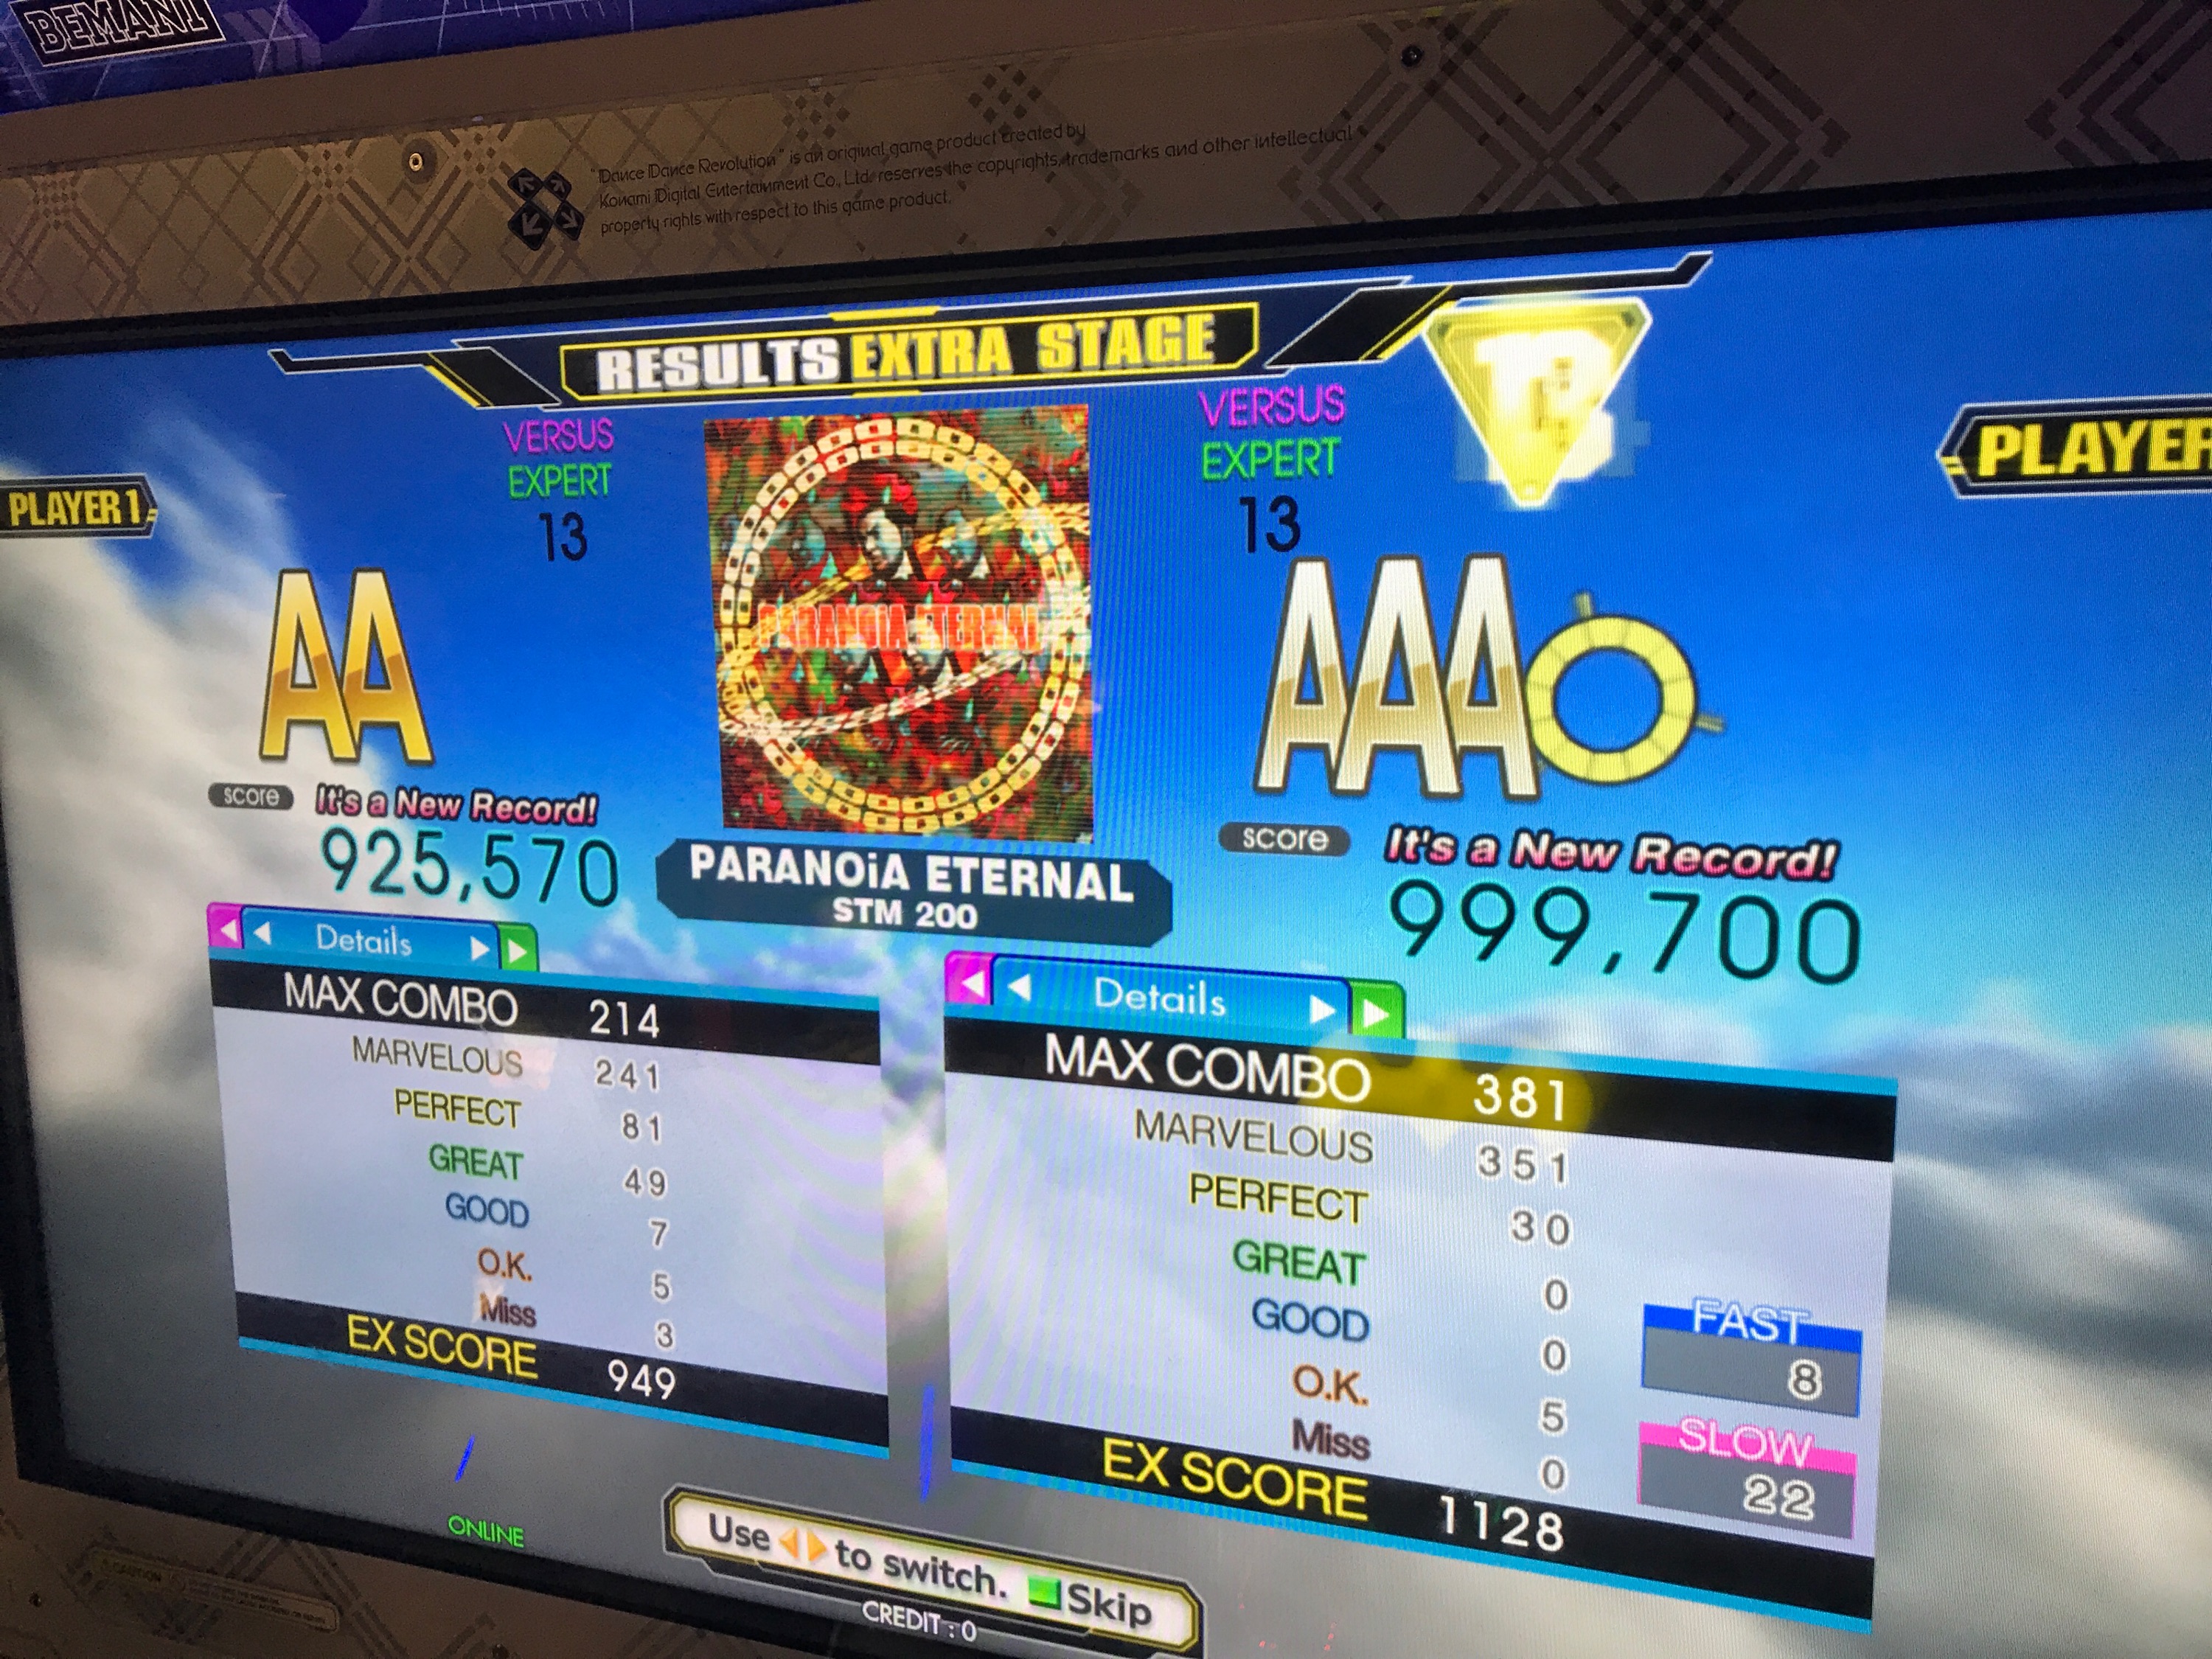 BEMANI
"Dance Dance Revolution" is an original game product created by
Konami Digital Entertainment Co., Ltd. reserves the copyrights, trademarks and other intellectual
property rights with respect to this game product.
RESULTS EXTRA STAGE
PLAYER 1
VERSUS
EXPERT
13
AA
score It's a New Record!
925,570
PARANOiA ETERNAL
PARANOiA ETERNAL
STM 200
VERSUS
EXPERT
13
PLAYER
AAA
score It's a New Record!
999,700
Details
MAX COMBO 214
MARVELOUS 241
PERFECT 81
GREAT 49
GOOD 7
O.K. 5
Miss 3
EX SCORE 949
Details
MAX COMBO 381
MARVELOUS 351
PERFECT 30
GREAT 0
GOOD 0
O.K. 5
Miss 0
EX SCORE 1128
FAST
8
SLOW
22
ONLINE
Use to switch. Skip
CREDIT : 0
CAUTION